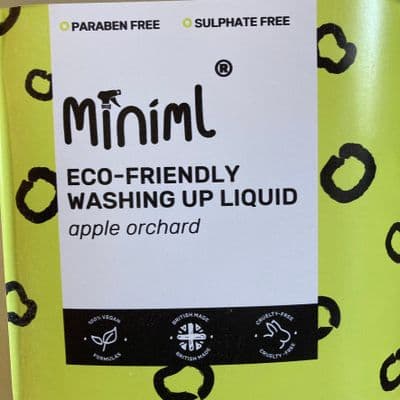 PARABEN FREE
SULPHATE FREE
Miniml®
ECO-FRIENDLY
WASHING UP LIQUID
apple orchard
100% VEGAN
FORMULAS
BRITISH MADE
BRITISH MADE
CRUELTY-FREE
CRUELTY-FREE